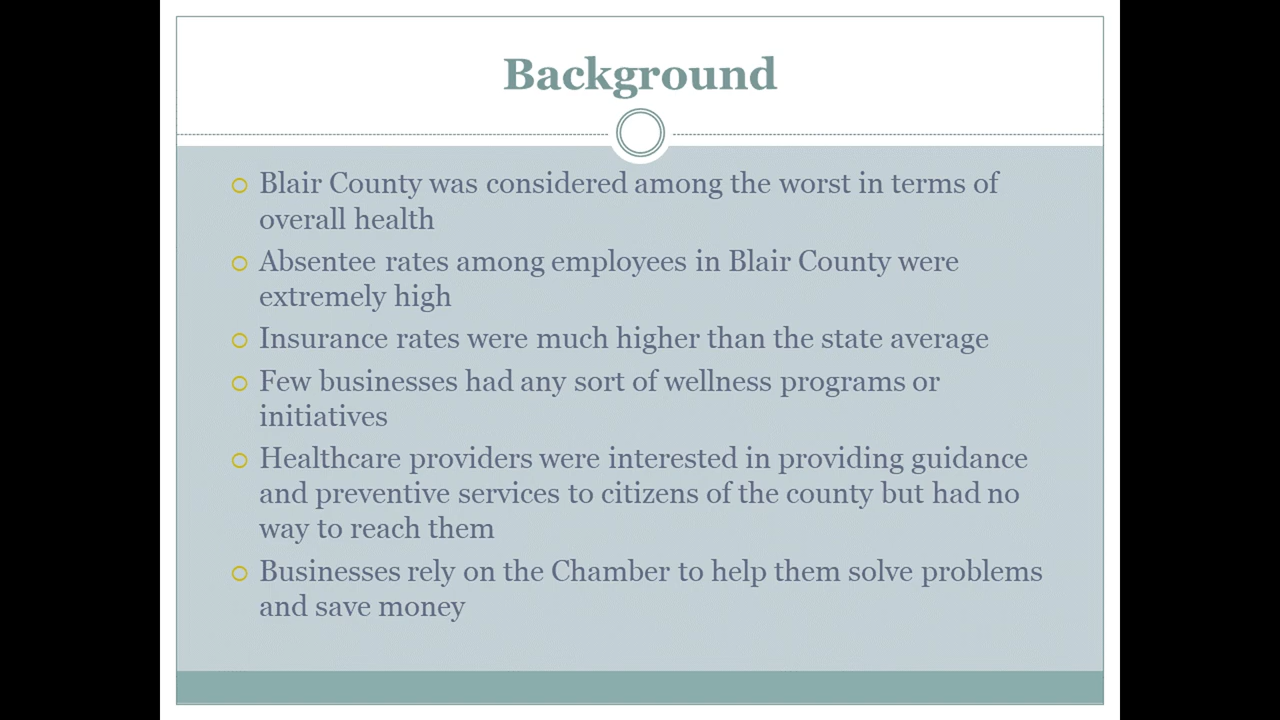 Background
Blair County was considered among the worst in terms of
overall health
Absentee rates among employees in Blair County were
extremely high
Insurance rates were much higher than the state average
Few businesses had any sort of wellness programs or
initiatives
Healthcare providers were interested in providing guidance
and preventive services to citizens of the county but had no
way to reach them
Businesses rely on the Chamber to help them solve problems
and save money